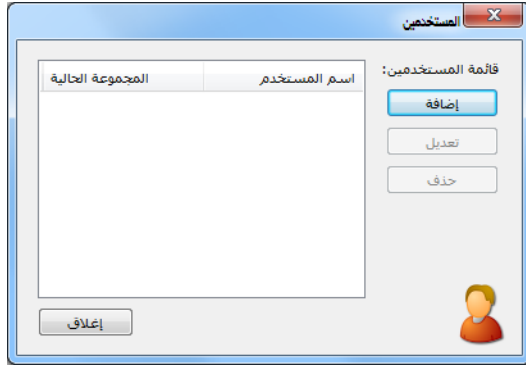 المستخدمين
قائمة المستخدمين:
اسم المستخدم
المجموعة الحالية
إضافة
تعديل
حذف
إغلاق